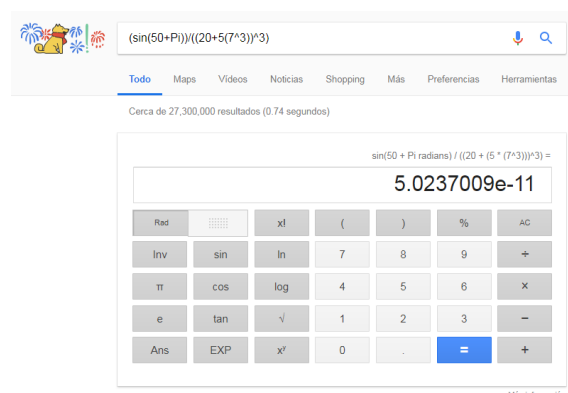 (sin(50+Pi))/((20+5(7^3))^3)
Todo Maps Vídeos Noticias Shopping Más Preferencias Herramientas
Cerca de 27,300,000 resultados (0.74 segundos)
sin(50 + Pi radians) / ((20 + (5 * (7^3)))^3) =
5.0237009e-11
Rad x! ( ) % AC
Inv sin ln 7 8 9 ÷
π cos log 4 5 6 ×
e tan √ 1 2 3 −
Ans EXP xʸ 0 . = +